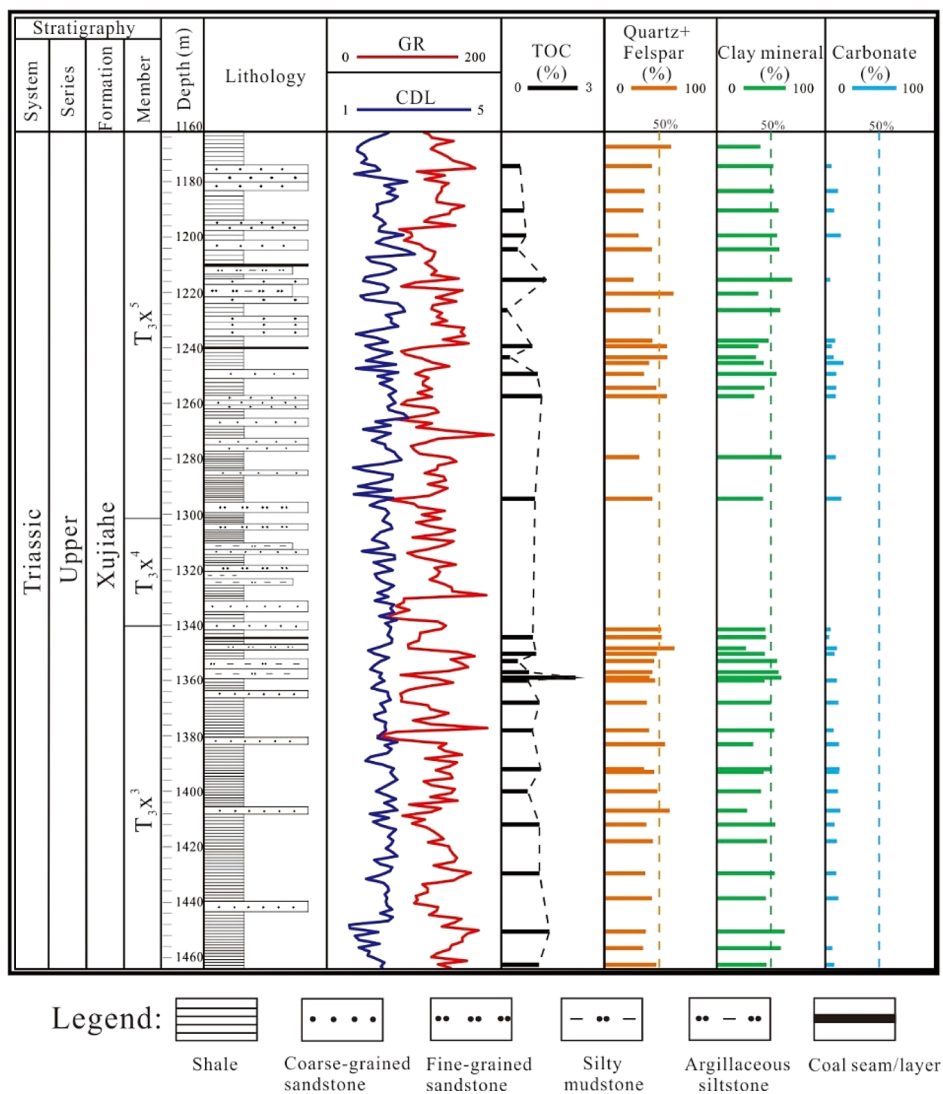 Stratigraphy
System
Series
Formation
Member
Depth (m)
Lithology
GR
0 200
CDL
1 5
TOC
(%)
0 3
Quartz+
Felspar
(%)
0 100
Clay mineral
(%)
0 100
Carbonate
(%)
0 100
50%
50%
50%
1160
1180
1200
1220
1240
1260
1280
1300
1320
1340
1360
1380
1400
1420
1440
1460
Triassic
Upper
Xujiahe
T₃x⁵
T₃x⁴
T₃x³
Legend:
Shale
Coarse-grained
sandstone
Fine-grained
sandstone
Silty
mudstone
Argillaceous
siltstone
Coal seam/layer